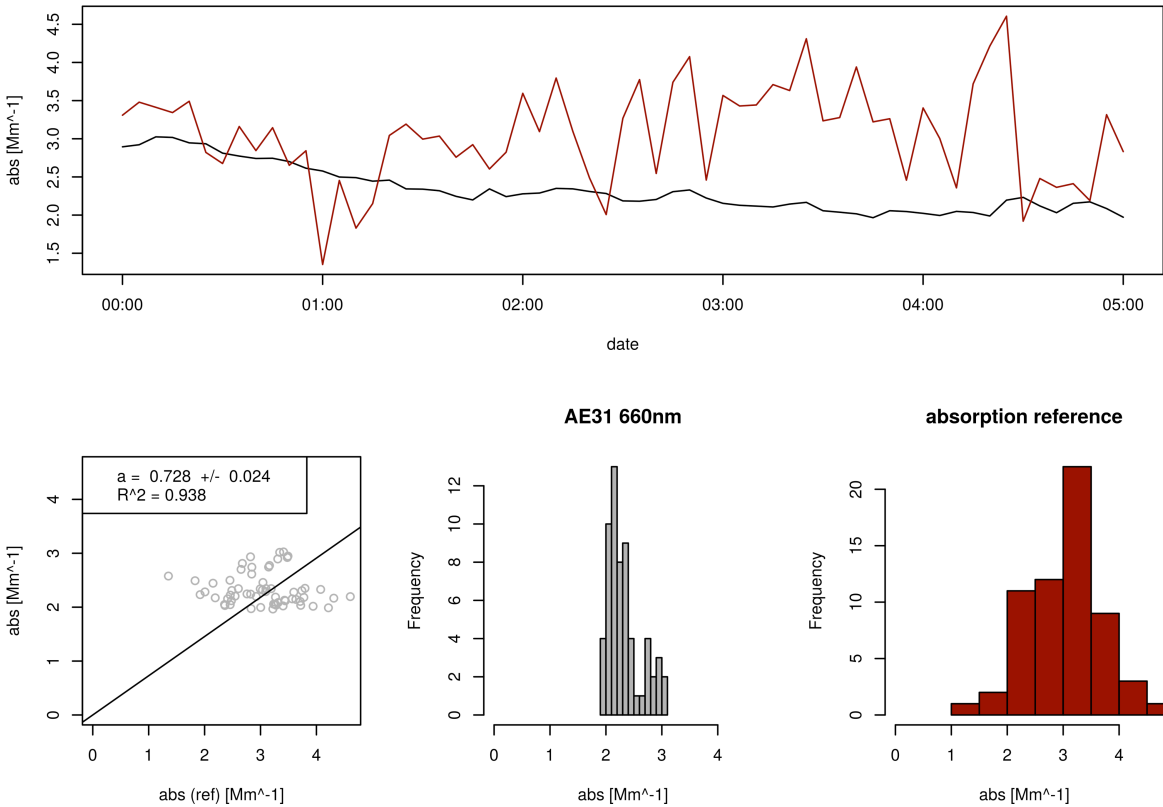 abs [Mm^-1]
4.5
4.0
3.5
3.0
2.5
2.0
1.5
00:00 01:00 02:00 03:00 04:00 05:00
date
a = 0.728 +/- 0.024
R^2 = 0.938
abs [Mm^-1]
4
3
2
1
0
0 1 2 3 4
abs (ref) [Mm^-1]
AE31 660nm
Frequency
12
10
8
6
4
2
0
0 1 2 3 4
abs [Mm^-1]
absorption reference
Frequency
20
15
10
5
0
0 1 2 3 4
abs [Mm^-1]